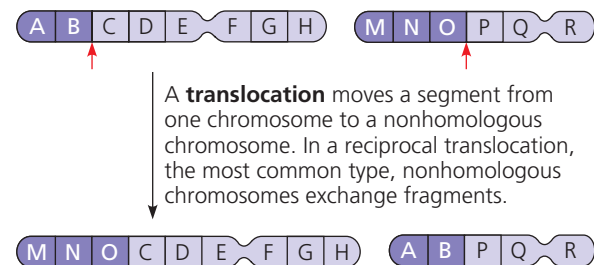 A B C D E F G H M N O P Q R
A translocation moves a segment from
one chromosome to a nonhomologous
chromosome. In a reciprocal translocation,
the most common type, nonhomologous
chromosomes exchange fragments.
M N O C D E F G H A B P Q R